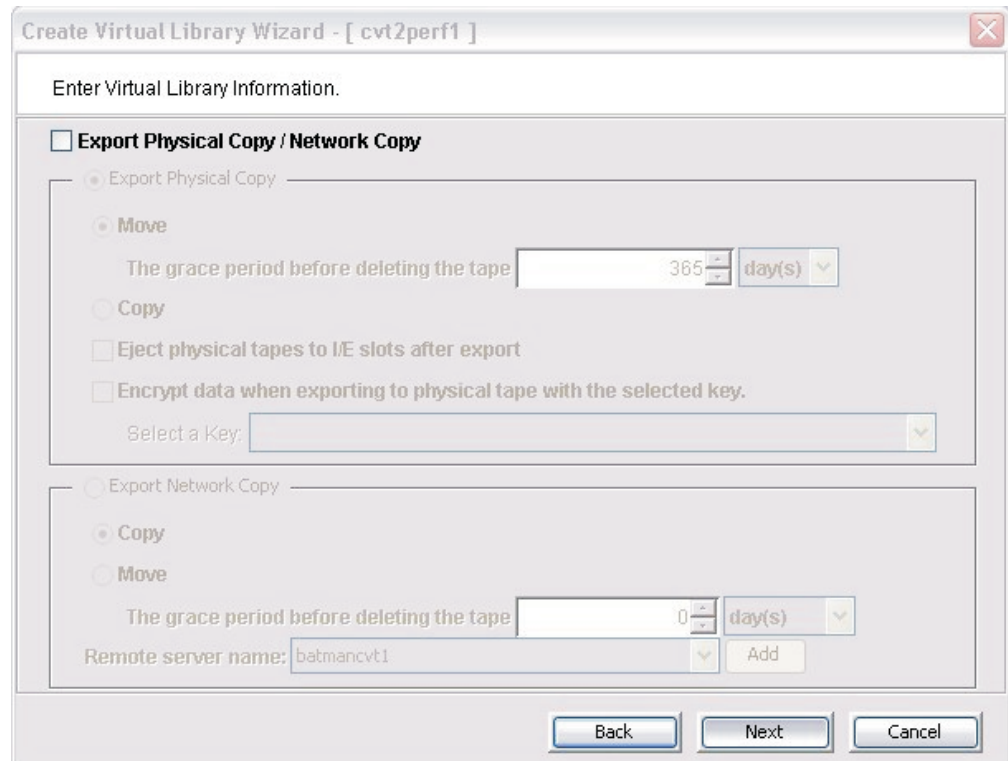 Create Virtual Library Wizard - [ cvt2perf1 ]
Enter Virtual Library Information.
Export Physical Copy / Network Copy
Export Physical Copy
Move
The grace period before deleting the tape 365 day(s)
Copy
Eject physical tapes to I/E slots after export
Encrypt data when exporting to physical tape with the selected key.
Select a Key:
Export Network Copy
Copy
Move
The grace period before deleting the tape 0 day(s)
Remote server name: batmancvt1 Add
Back Next Cancel